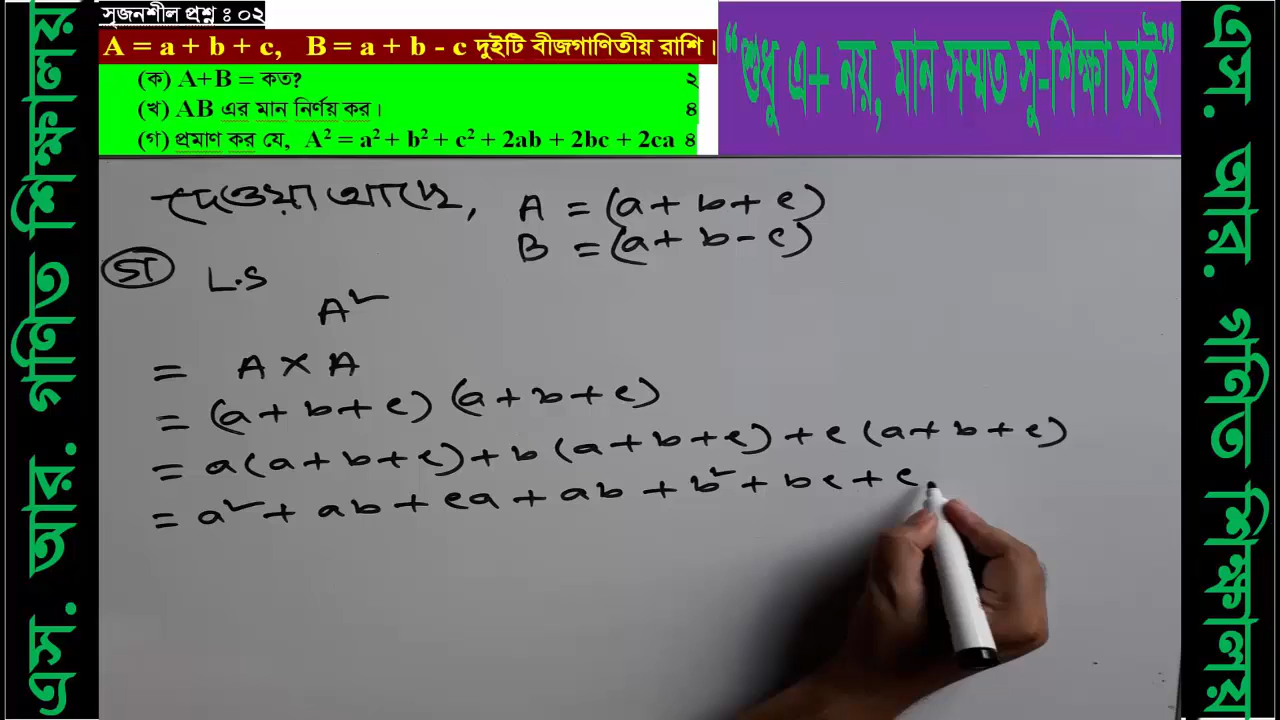 সৃজনশীল প্রশ্ন ঃ ০২
A = a + b + c, B = a + b - c দুইটি বীজগাণিতীয় রাশি।
(ক) A+B = কত? ২
(খ) AB এর মান নির্ণয় কর। ৪
(গ) প্রমাণ কর যে, A² = a² + b² + c² + 2ab + 2bc + 2ca ৪
“শুধু এ+ নয়, মান সম্মত সু-শিক্ষা চাই”
এস. আর. গণিত শিক্ষালয়
দেওয়া আছে, A = (a + b + c)
B = (a + b - c)
গ L.S
A²
= A × A
= (a + b + c) (a + b + c)
= a(a + b + c) + b (a + b + c) + c (a + b + c)
= a² + ab + ca + ab + b² + bc + c
এস. আর. গণিত শিক্ষালয়